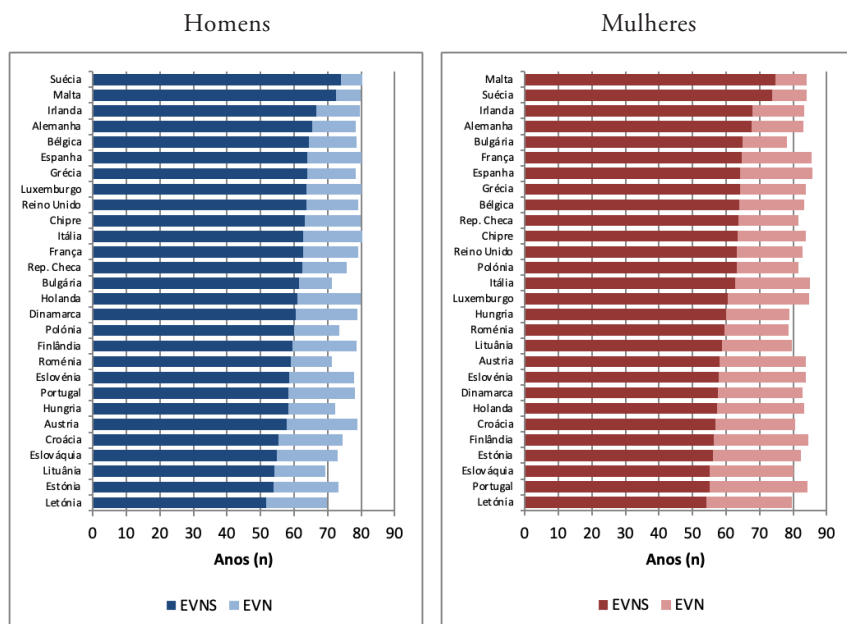 Homens
Suécia
Malta
Irlanda
Alemanha
Bélgica
Espanha
Grécia
Luxemburgo
Reino Unido
Chipre
Itália
França
Rep. Checa
Bulgária
Holanda
Dinamarca
Polónia
Finlândia
Roménia
Eslovénia
Portugal
Hungria
Austria
Croácia
Eslováquia
Lituânia
Estónia
Letónia
0 10 20 30 40 50 60 70 80 90
Anos (n)
EVNS EVN
Mulheres
Malta
Suécia
Irlanda
Alemanha
Bulgária
França
Espanha
Grécia
Bélgica
Rep. Checa
Chipre
Reino Unido
Polónia
Itália
Luxemburgo
Hungria
Roménia
Lituânia
Austria
Eslovénia
Dinamarca
Holanda
Croácia
Finlândia
Estónia
Eslováquia
Portugal
Letónia
0 10 20 30 40 50 60 70 80 90
Anos (n)
EVNS EVN